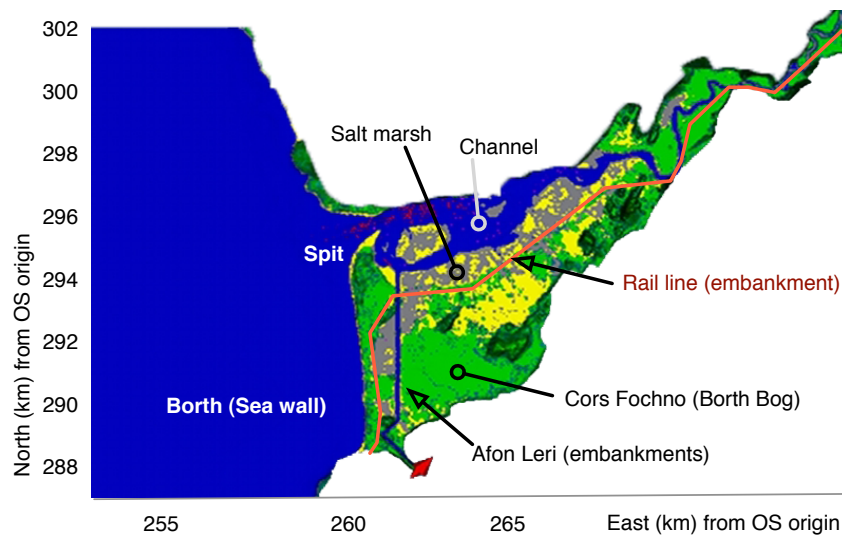 302
300
298
296
294
292
290
288
North (km) from OS origin
Salt marsh
Channel
Spit
Rail line (embankment)
Borth (Sea wall)
Cors Fochno (Borth Bog)
Afon Leri (embankments)
255
260
265
East (km) from OS origin